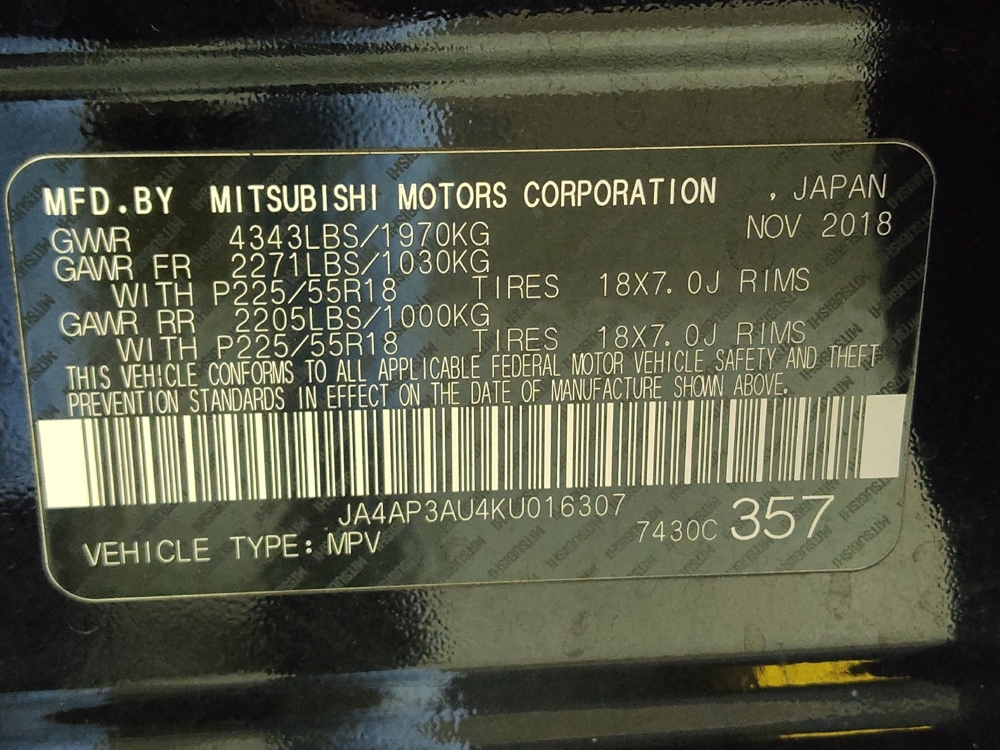 MFD.BY MITSUBISHI MOTORS CORPORATION , JAPAN
NOV 2018
GVWR 4343LBS/1970KG
GAWR FR 2271LBS/1030KG
WITH P225/55R18 TIRES 18X7.0J RIMS
GAWR RR 2205LBS/1000KG
WITH P225/55R18 TIRES 18X7.0J RIMS
THIS VEHICLE CONFORMS TO ALL APPLICABLE FEDERAL MOTOR VEHICLE SAFETY AND THEFT
PREVENTION STANDARDS IN EFFECT ON THE DATE OF MANUFACTURE SHOWN ABOVE.
JA4AP3AU4KU016307
7430C 357
VEHICLE TYPE: MPV